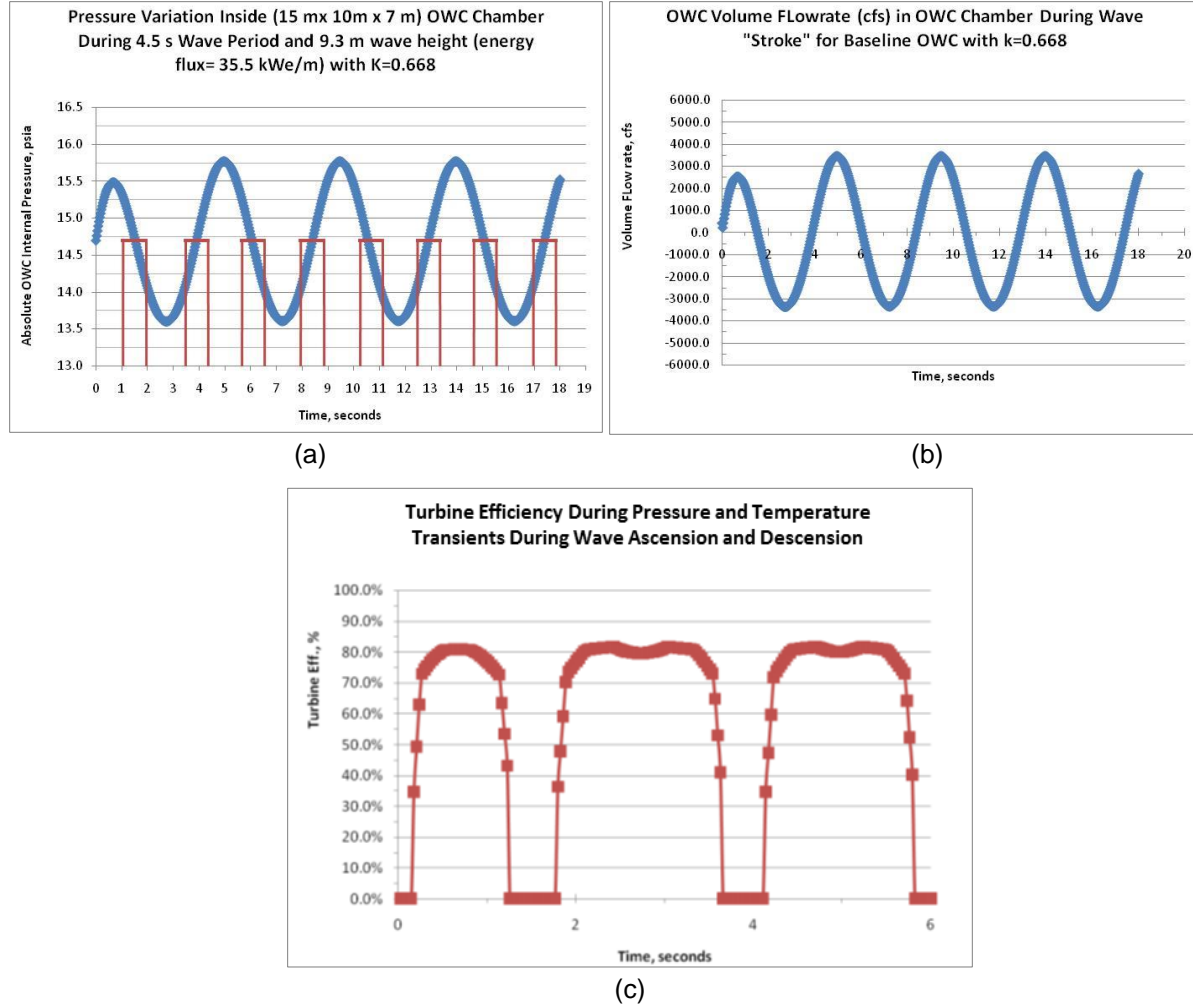 Pressure Variation Inside (15 mx 10m x 7 m) OWC Chamber
During 4.5 s Wave Period and 9.3 m wave height (energy
flux= 35.5 kWe/m) with K=0.668
Absolute OWC Internal Pressure, psia
16.5
16.0
15.5
15.0
14.5
14.0
13.5
13.0
0 1 2 3 4 5 6 7 8 9 10 11 12 13 14 15 16 17 18 19
Time, seconds
(a)
OWC Volume FLowrate (cfs) in OWC Chamber During Wave
"Stroke" for Baseline OWC with k=0.668
Volume FLow rate, cfs
6000.0
5000.0
4000.0
3000.0
2000.0
1000.0
0.0
-1000.0
-2000.0
-3000.0
-4000.0
-5000.0
-6000.0
0 2 4 6 8 10 12 14 16 18 20
Time, seconds
(b)
Turbine Efficiency During Pressure and Temperature
Transients During Wave Ascension and Descension
Turbine Eff., %
100.0%
90.0%
80.0%
70.0%
60.0%
50.0%
40.0%
30.0%
20.0%
10.0%
0.0%
0 2 4 6
Time, seconds
(c)